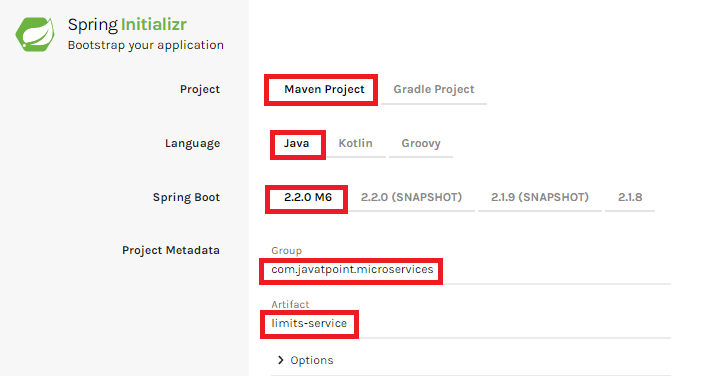 Spring Initializr
Bootstrap your application
Project Maven Project Gradle Project
Language Java Kotlin Groovy
Spring Boot 2.2.0 M6 2.2.0 (SNAPSHOT) 2.1.9 (SNAPSHOT) 2.1.8
Project Metadata Group
com.javatpoint.microservices
Artifact
limits-service
Options